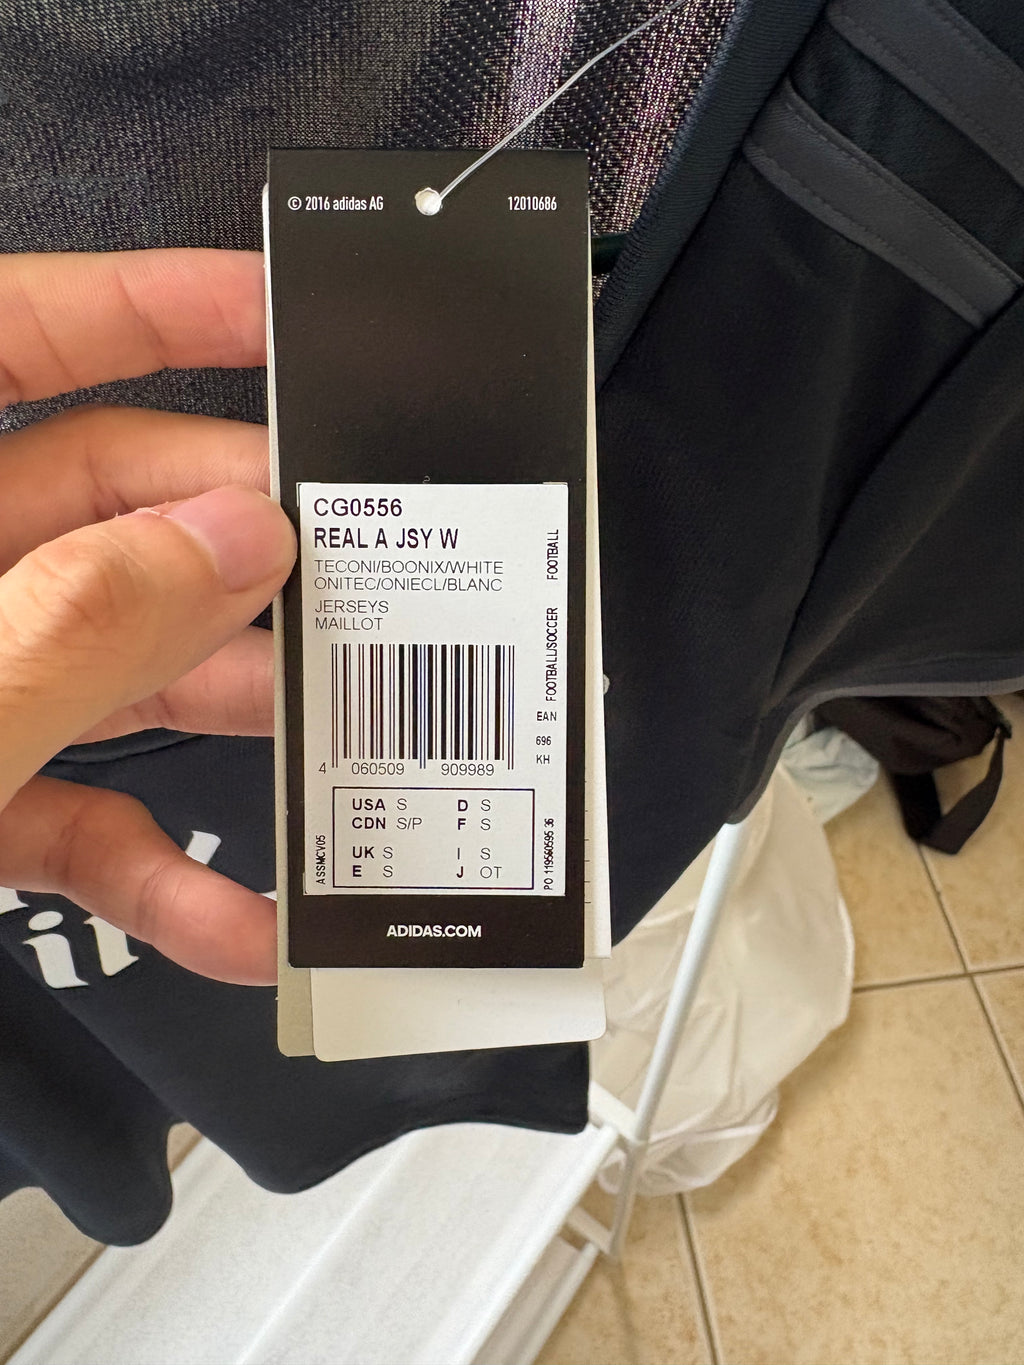 © 2016 adidas AG 12010686
CG0556
REAL A JSY W
TECONI/BOONIX/WHITE
ONITEC/ONIECL/BLANC
JERSEYS
MAILLOT
FOOTBALL/SOCCER FOOTBALL
EAN
696
KH
4 060509 909989
USA S D S
CDN S/P F S
UK S I S
E S J OT
ASSMCV05
PO 119560595 36
ADIDAS.COM